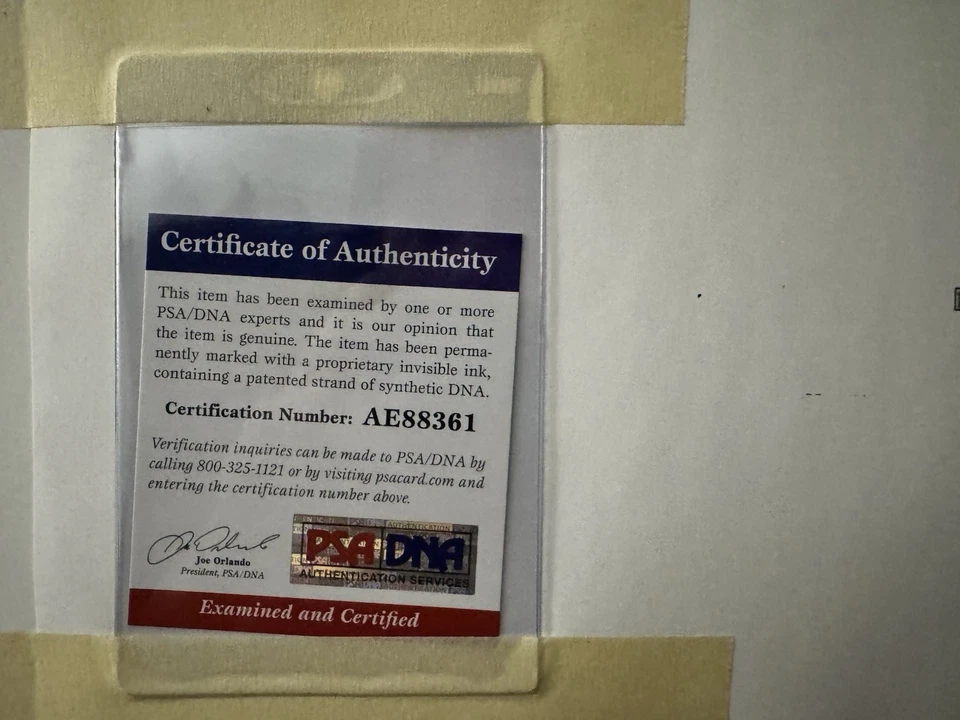 Certificate of Authenticity
This item has been examined by one or more
PSA/DNA experts and it is our opinion that
the item is genuine. The item has been perma-
nently marked with a proprietary invisible ink,
containing a patented strand of synthetic DNA.
Certification Number: AE88361
Verification inquiries can be made to PSA/DNA by
calling 800-325-1121 or by visiting psacard.com and
entering the certification number above.
PSA DNA
AUTHENTICATION SERVICES
Joe Orlando
President, PSA/DNA
Examined and Certified